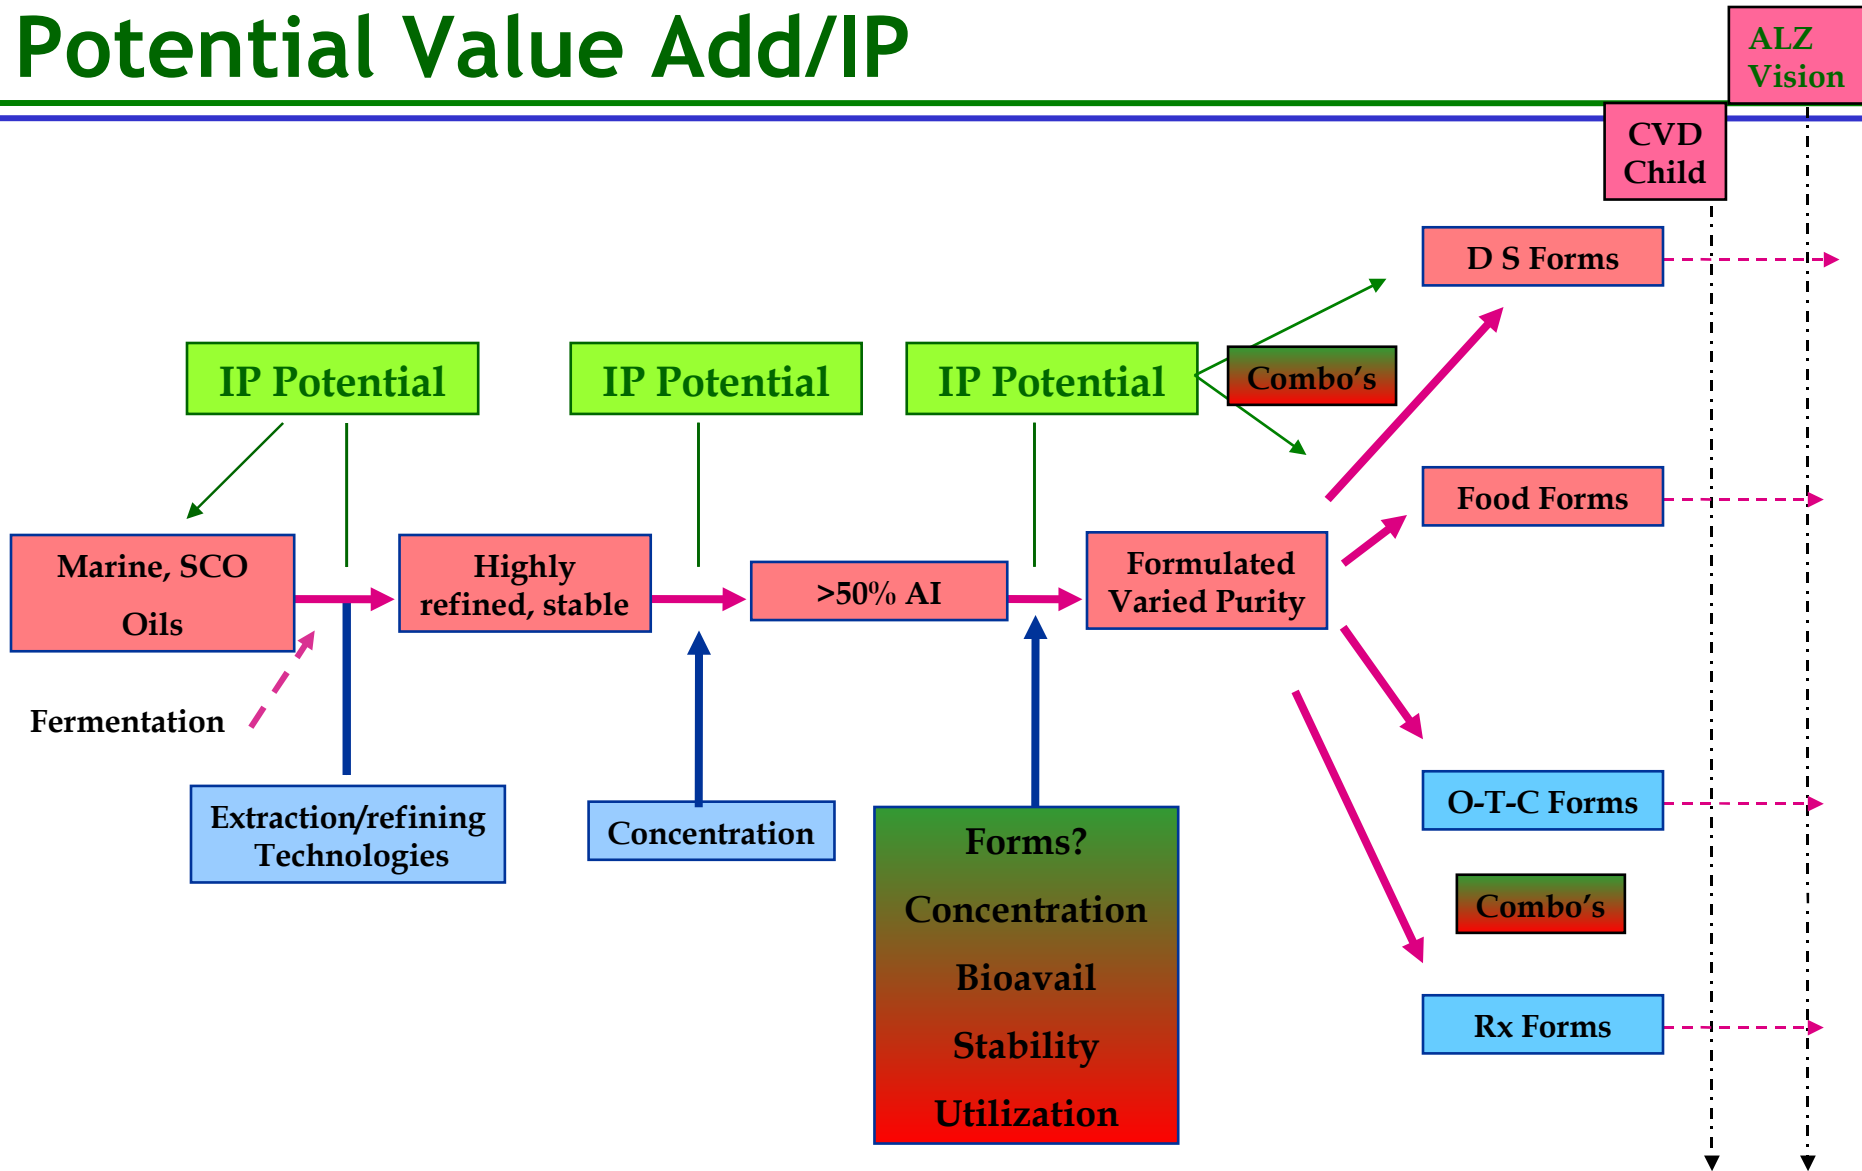 Potential Value Add/IP
ALZ
Vision
CVD
Child
D S Forms
IP Potential
IP Potential
IP Potential
Combo’s
Food Forms
Marine, SCO
Oils
Highly
refined, stable
>50% AI
Formulated
Varied Purity
Fermentation
Extraction/refining
Technologies
Concentration
Forms?
Concentration
Bioavail
Stability
Utilization
O-T-C Forms
Combo’s
Rx Forms